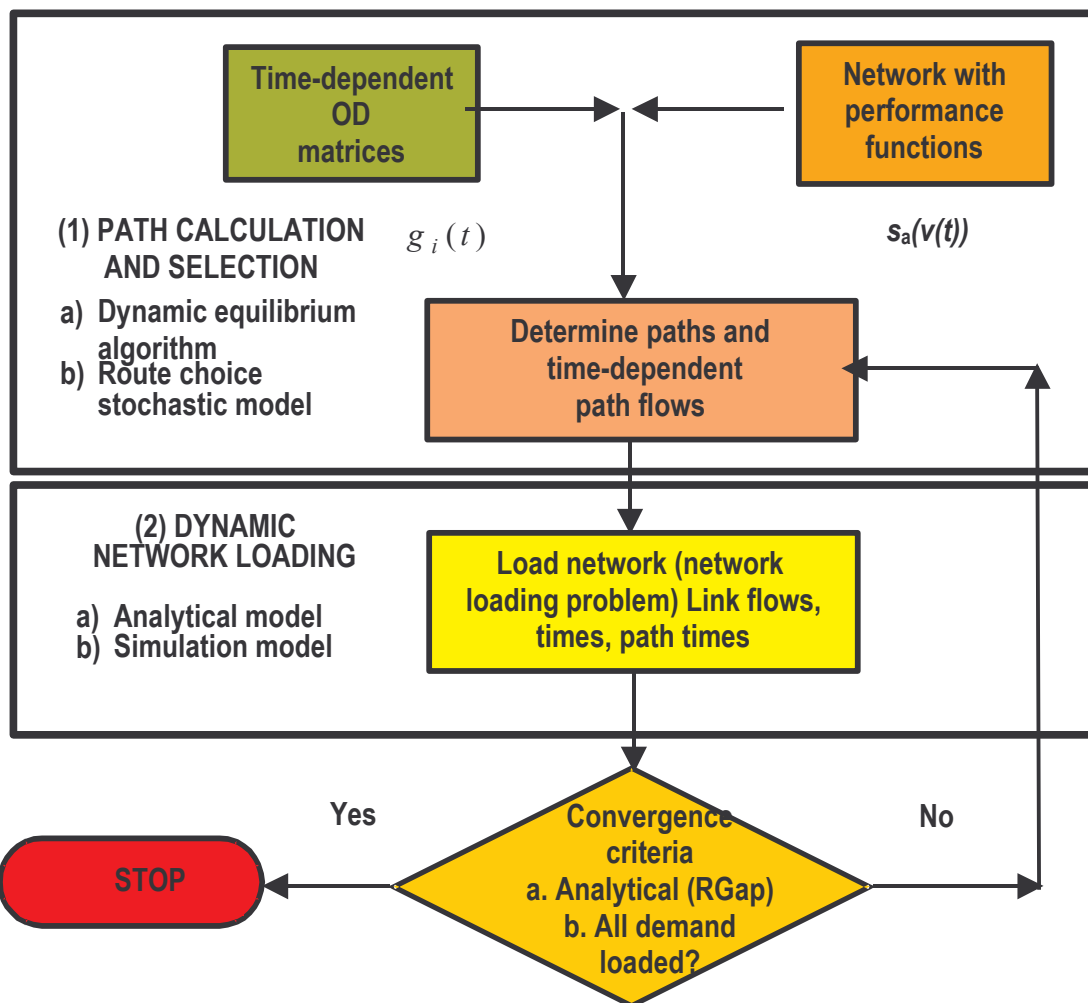 Time-dependent
OD
matrices
Network with
performance
functions
(1) PATH CALCULATION
AND SELECTION
g i (t)
sa(v(t))
a) Dynamic equilibrium
algorithm
b) Route choice
stochastic model
Determine paths and
time-dependent
path flows
(2) DYNAMIC
NETWORK LOADING
a) Analytical model
b) Simulation model
Load network (network
loading problem) Link flows,
times, path times
Yes
No
Convergence
criteria
a. Analytical (RGap)
b. All demand
loaded?
STOP